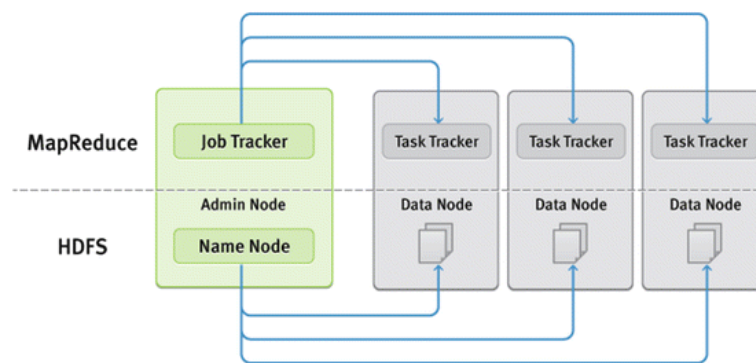 MapReduce
Job Tracker
Task Tracker
Task Tracker
Task Tracker
Admin Node
Data Node
Data Node
Data Node
HDFS
Name Node